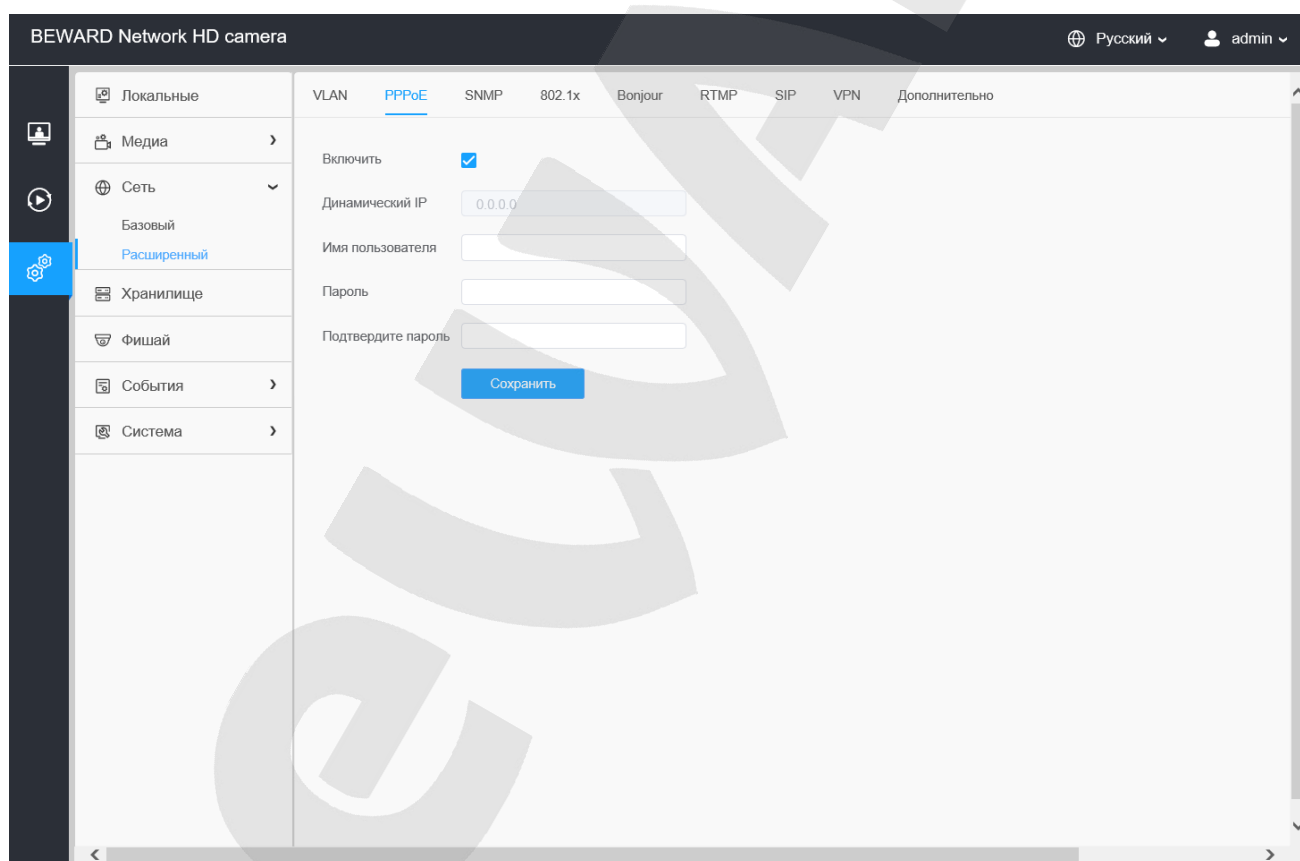 BEWARD Network HD camera
Русский
admin
Локальные
Медиа
Сеть
Базовый
Расширенный
Хранилище
Фишай
События
Система
VLAN PPPoE SNMP 802.1x Bonjour RTMP SIP VPN Дополнительно
Включить
Динамический IP 0.0.0.0
Имя пользователя
Пароль
Подтвердите пароль
Сохранить